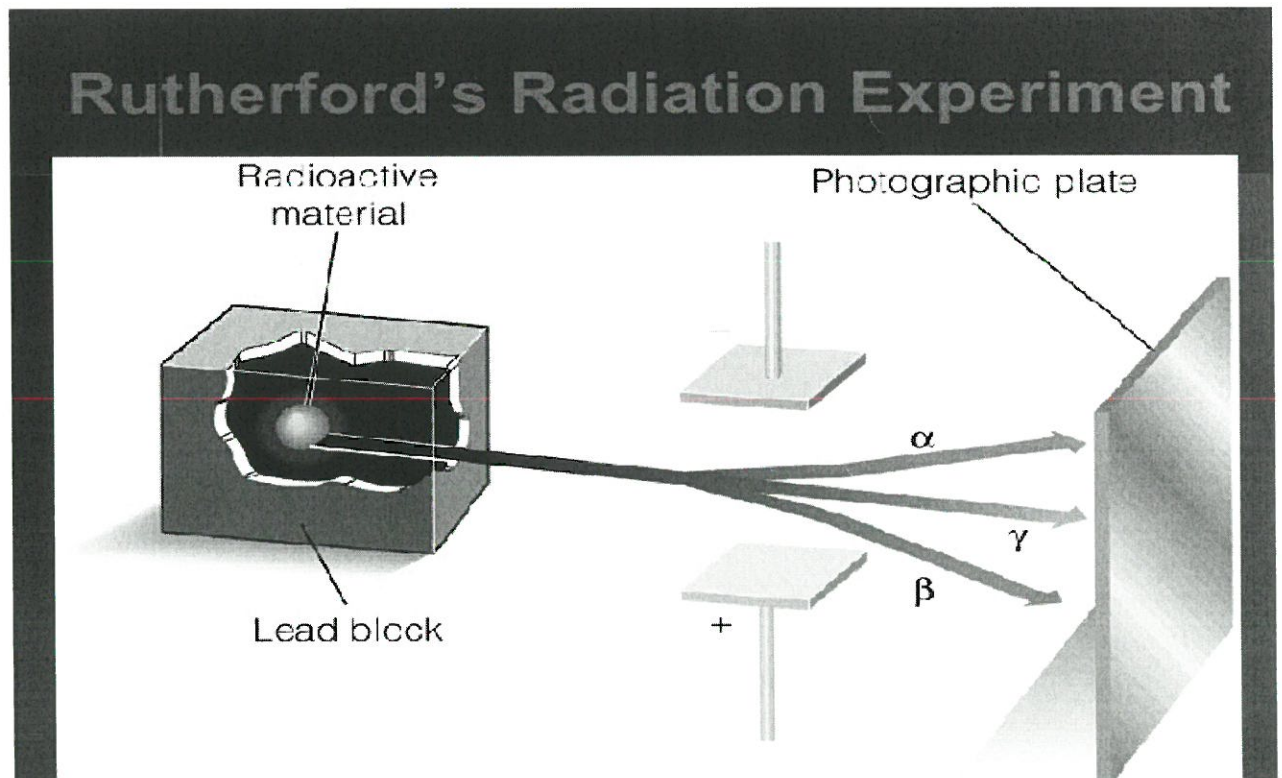 Rutherford's Radiation Experiment
Radioactive
material
Photographic plate
α
γ
β
+
Lead block